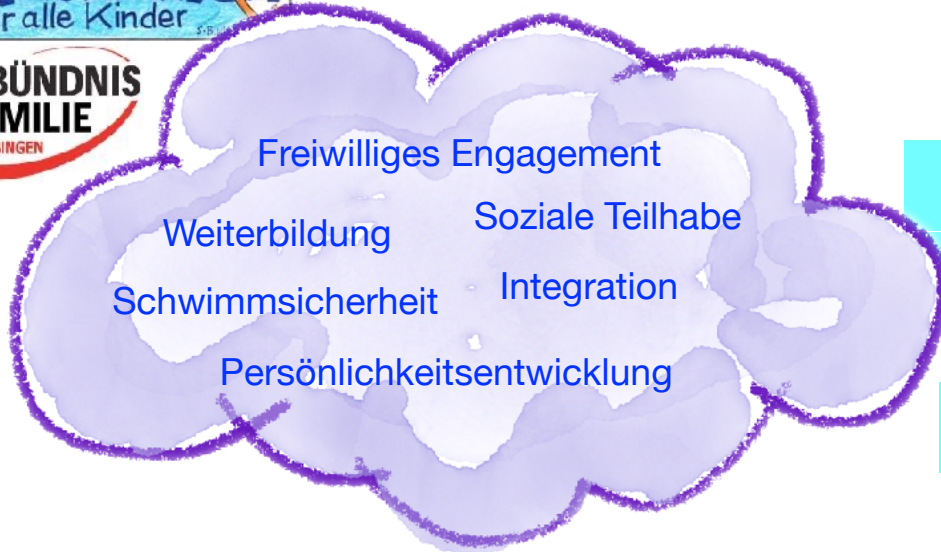 r alle Kinder
S.B
BÜNDNIS
MILIE
INGEN
Freiwilliges Engagement
Weiterbildung
Soziale Teilhabe
Schwimmsicherheit
Integration
Persönlichkeitsentwicklung